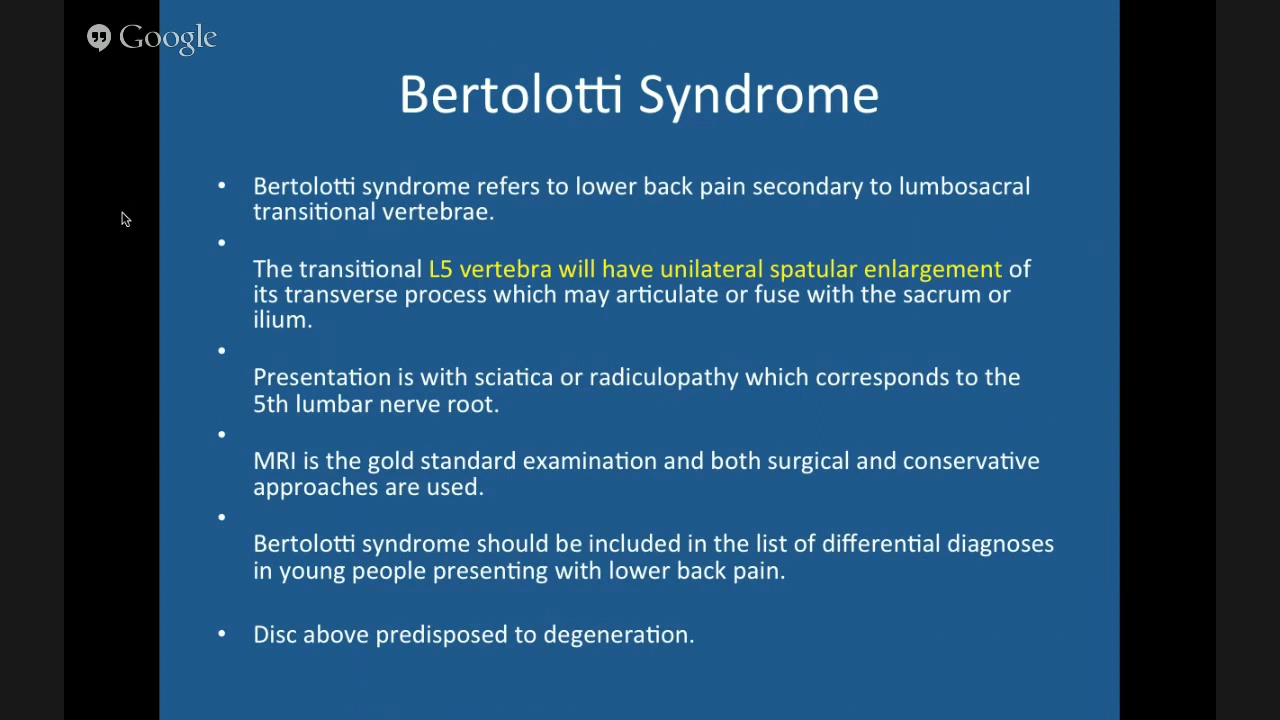 Google
Bertolotti Syndrome
• Bertolotti syndrome refers to lower back pain secondary to lumbosacral
transitional vertebrae.
•
The transitional L5 vertebra will have unilateral spatular enlargement of
its transverse process which may articulate or fuse with the sacrum or
ilium.
•
Presentation is with sciatica or radiculopathy which corresponds to the
5th lumbar nerve root.
•
MRI is the gold standard examination and both surgical and conservative
approaches are used.
•
Bertolotti syndrome should be included in the list of differential diagnoses
in young people presenting with lower back pain.
• Disc above predisposed to degeneration.